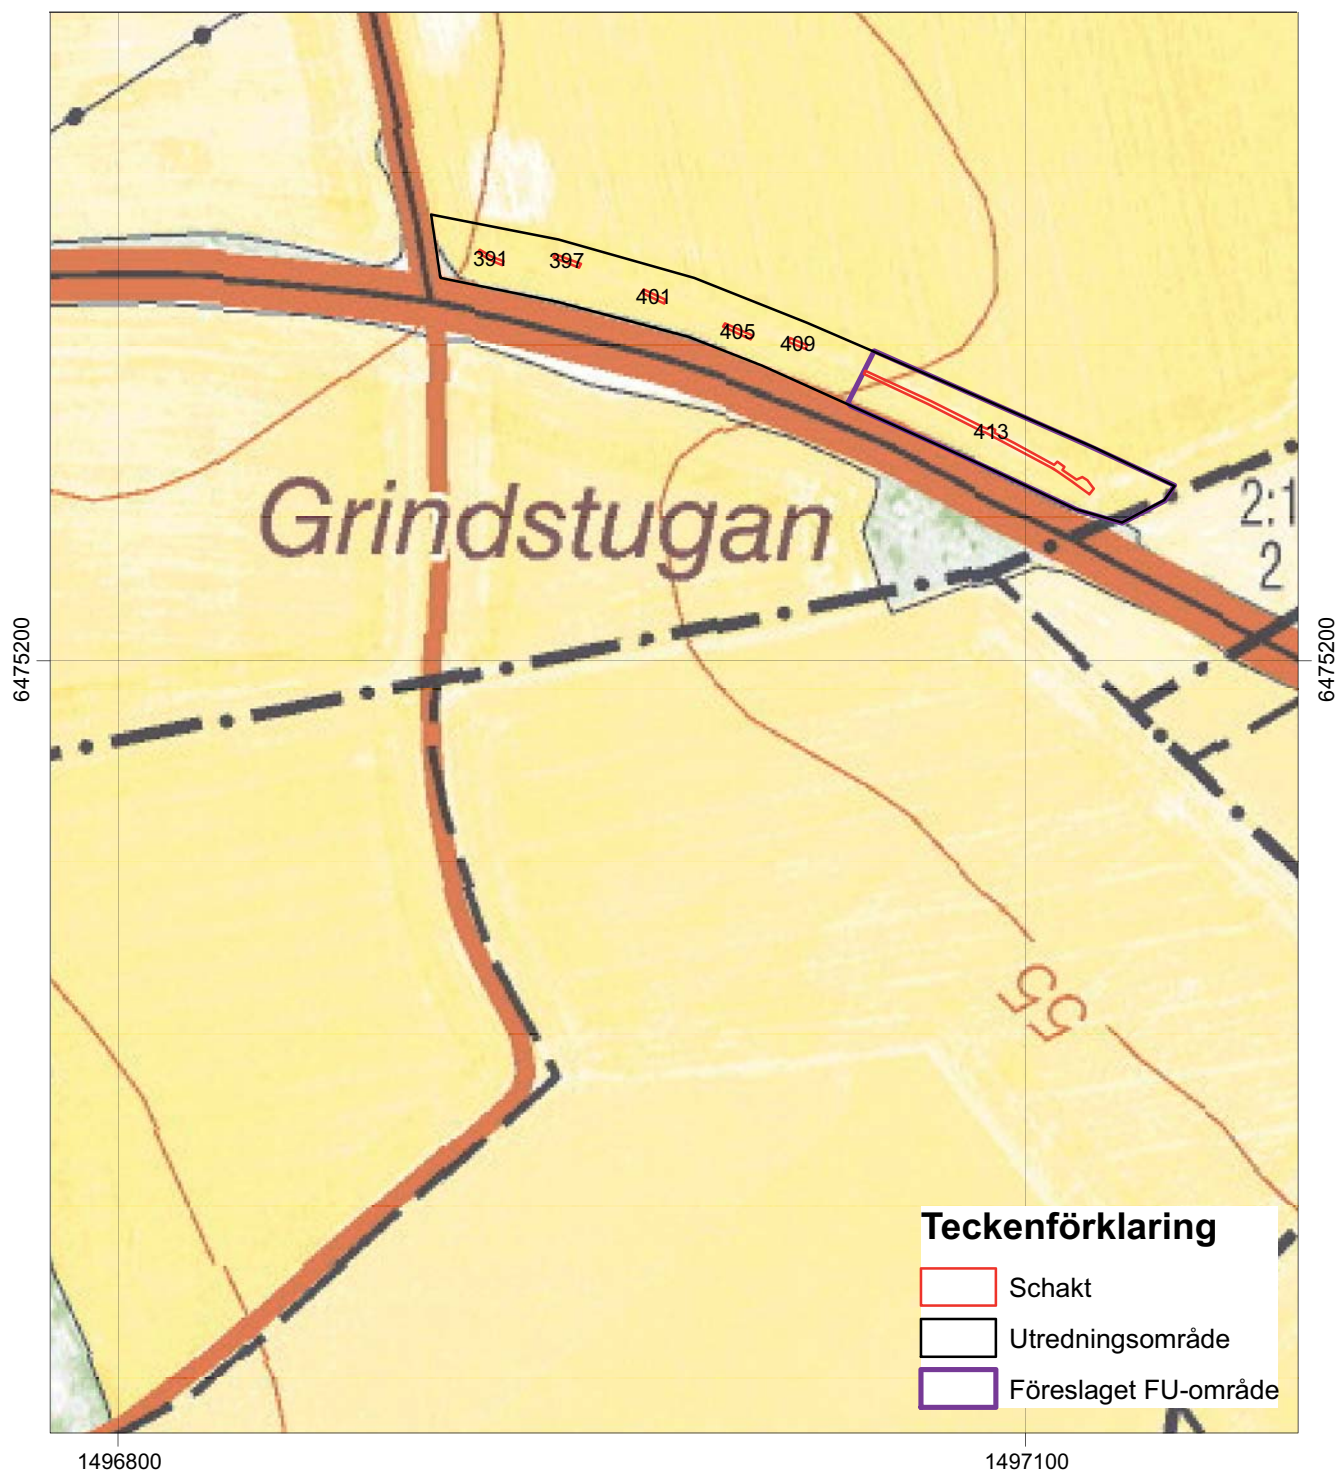 391
397
401
405
409
413
Grindstugan
2:1
2
6475200
6475200
55
Teckenförklaring
Schakt
Utredningsområde
Föreslaget FU-område
1496800
1497100